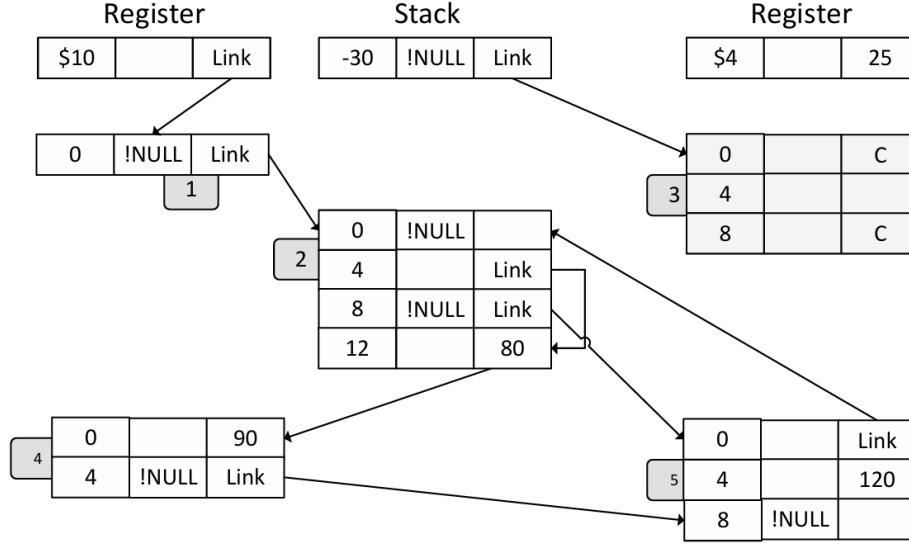 Register Stack Register
$10 Link -30 !NULL Link $4 25
0 !NULL Link 0 C
1 3 4
8 C
0 !NULL
2 4 Link
8 !NULL Link
12 80
0 90 0 Link
4 4 !NULL Link 5 4 120
8 !NULL